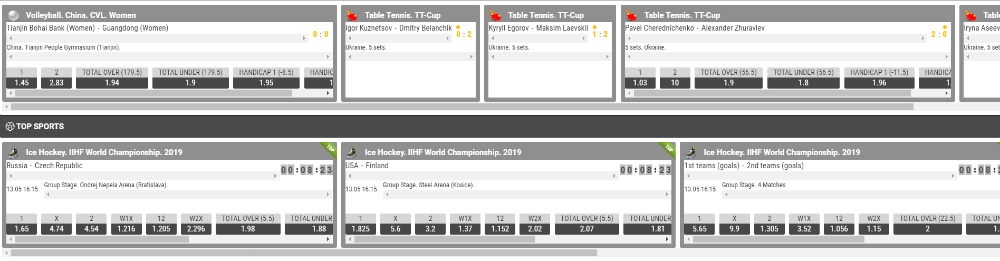 Volleyball. China. CVL. Women
Tianjin Bohai Bank (Women) - Guangdong (Women)
0 : 0
China. Tianjin People Gymnasium (Tianjin).
1 2 TOTAL OVER (179.5) TOTAL UNDER (179.5) HANDICAP 1 (-8.5) HANDIC
1.45 2.83 1.94 1.9 1.95 1
Table Tennis. TT-Cup
Igor Kuznetsov - Dmitry Belanchik
0 : 2
Ukraine. 5 sets.
Table Tennis. TT-Cup
Kyryll Egorov - Maksim Laevskii
1 : 2
Ukraine. 5 sets.
Table Tennis. TT-Cup
Pavel Cherednichenko - Alexander Zhuravlev
2 : 0
5 sets. Ukraine.
1 2 TOTAL OVER (56.5) TOTAL UNDER (56.5) HANDICAP 1 (-11.5) HANDICA
1.03 10 1.9 1.8 1.96 1.
Table
Iryna Aseev
Ukraine. 5 s
TOP SPORTS
Ice Hockey. IIHF World Championship. 2019
TOP
Russia - Czech Republic
00:08:23
13.05 16:15 Group Stage. Ondrej Nepela Arena (Bratislava).
1 X 2 W1X 12 W2X TOTAL OVER (5.5) TOTAL UNDER
1.65 4.74 4.54 1.216 1.205 2.296 1.98 1.88
Ice Hockey. IIHF World Championship. 2019
TOP
USA - Finland
00:08:23
13.05 16:15 Group Stage. Steel Arena (Kosice)
1 X 2 W1X 12 W2X TOTAL OVER (5.5) TOTAL UNDER
1.825 5.6 3.2 1.37 1.152 2.02 2.07 1.81
Ice Hockey. IIHF World Championship. 2019
1st teams (goals) - 2nd teams (goals)
00:08:
13.05 16:15 Group Stage. 4 Matches
1 X 2 W1X 12 W2X TOTAL OVER (22.5) TOTAL UN
5.65 9.9 1.305 3.52 1.056 1.15 2 1.